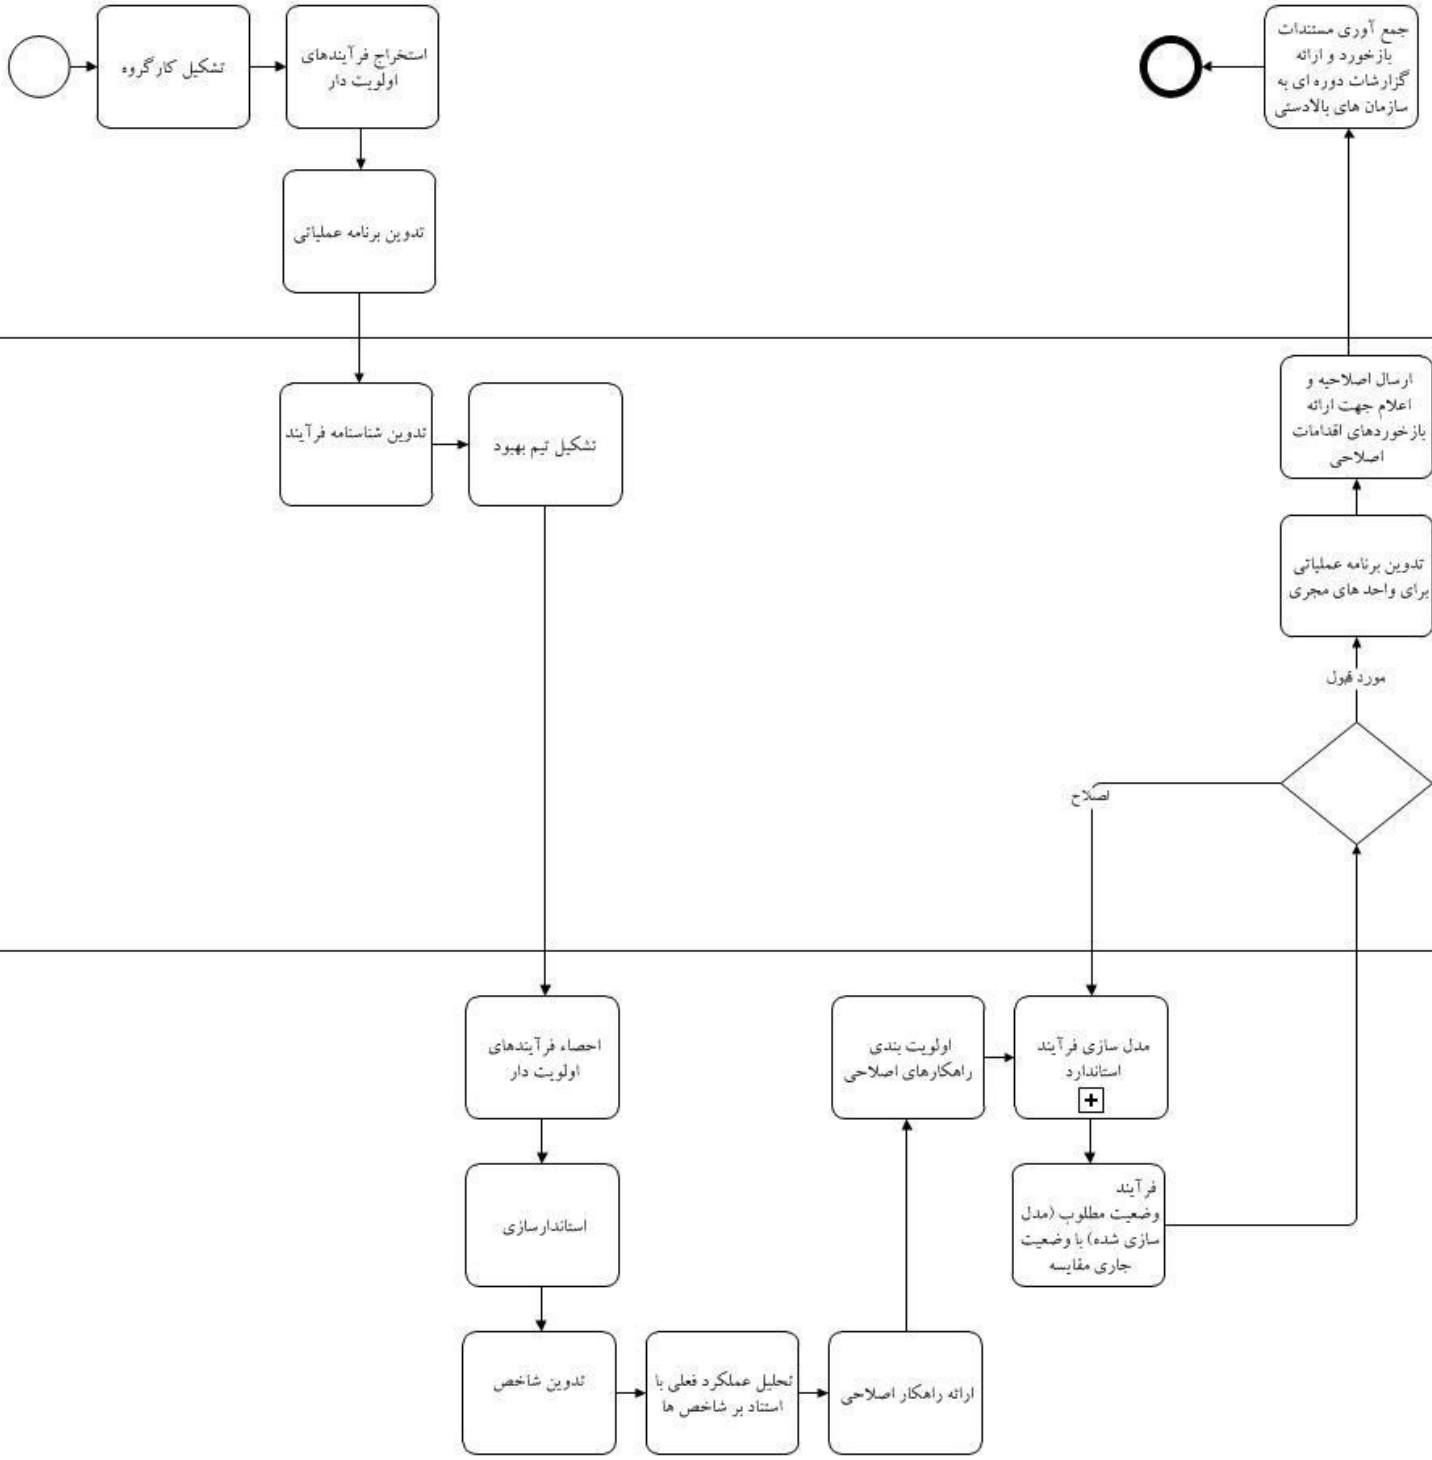 تشکیل کارگروه
استخراج فرآیندهای
اولویت دار
تدوین برنامه عملیاتی
جمع آوری مستندات
بازخورد و ارائه
گزارشات دوره ای به
سازمان های بالادستی
تدوین شناسنامه فرآیند
تشکیل تیم بهبود
ارسال اصلاحیه و
اعلام جهت ارائه
بازخوردهای اقدامات
اصلاحی
تدوین برنامه عملیاتی
برای واحد های مجری
مورد قبول
اصلاح
احصاء فرآیندهای
اولویت دار
استاندارسازی
تدوین شاخص
تحلیل عملکرد فعلی با
استناد بر شاخص ها
ارائه راهکار اصلاحی
اولویت بندی
راهکارهای اصلاحی
مدل سازی فرآیند
استاندارد
فرآیند
وضعیت مطلوب (مدل
سازی شده) با وضعیت
جاری مقایسه